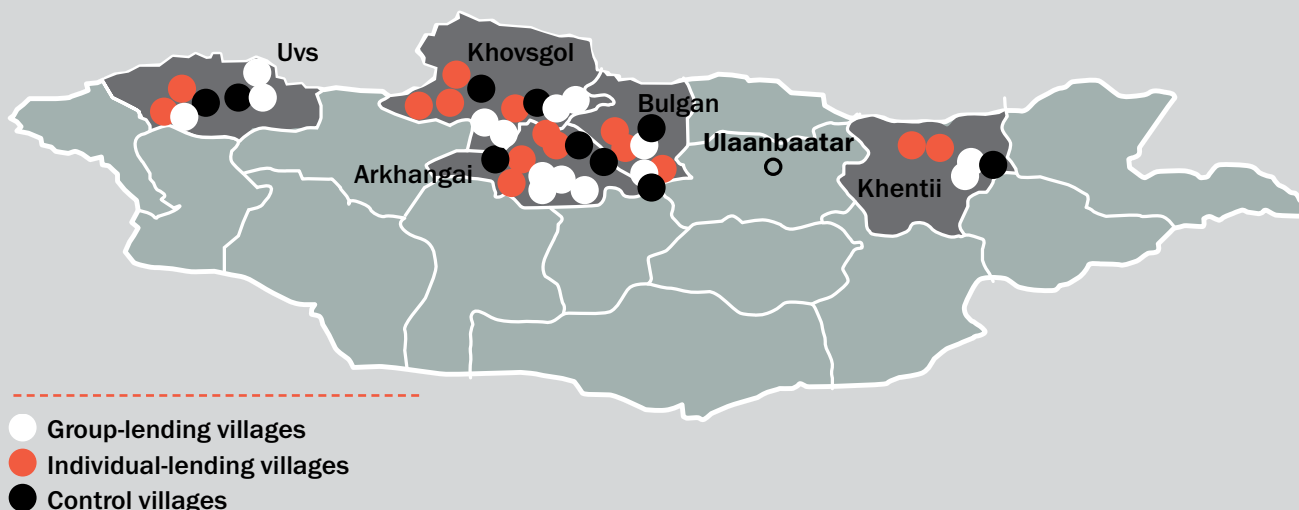 Uvs
Khovsgol
Bulgan
Ulaanbaatar
Arkhangai
Khentii
Group-lending villages
Individual-lending villages
Control villages